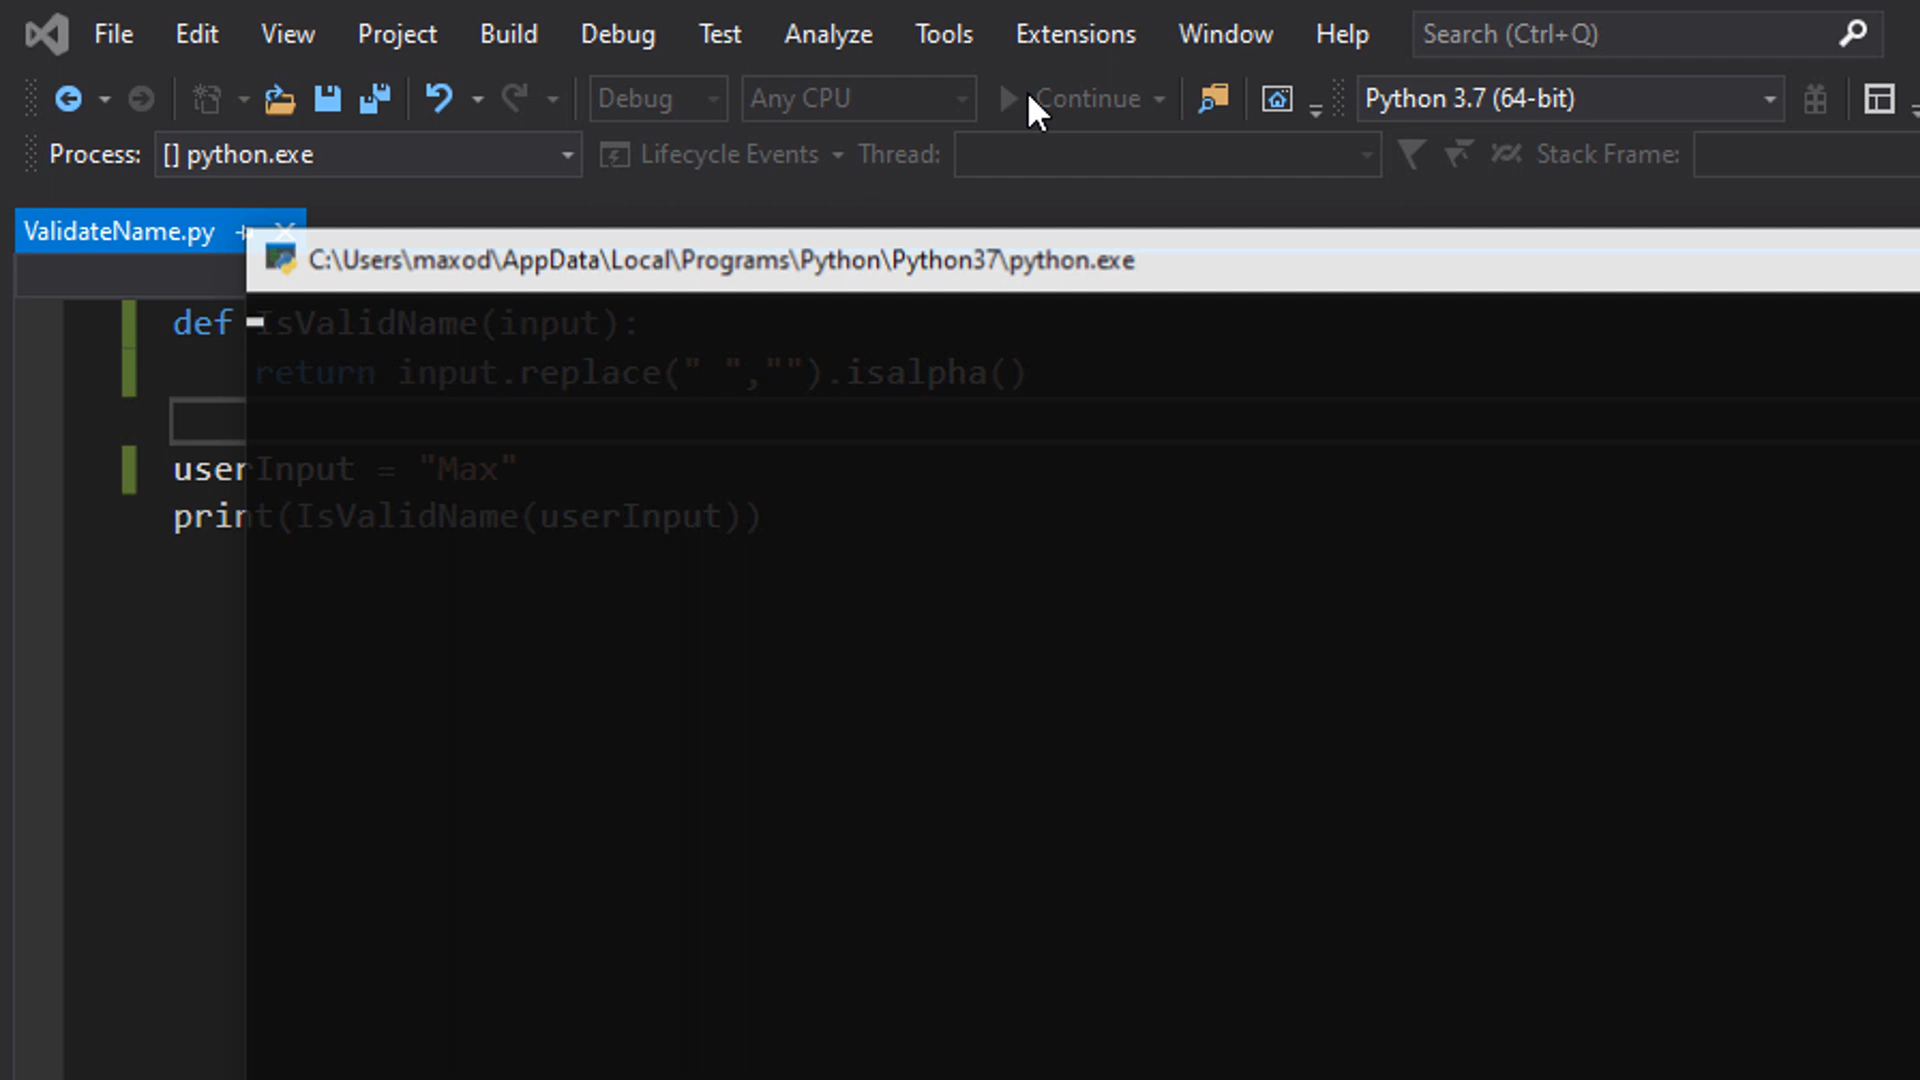 File Edit View Project Build Debug Test Analyze Tools Extensions Window Help Search (Ctrl+Q)
Debug Any CPU Continue Python 3.7 (64-bit)
Process: [] python.exe Lifecycle Events Thread: Stack Frame:
ValidateName.py
C:\Users\maxod\AppData\Local\Programs\Python\Python37\python.exe
def IsValidName(input):
return input.replace(" ","").isalpha()
userInput = "Max"
print(IsValidName(userInput))